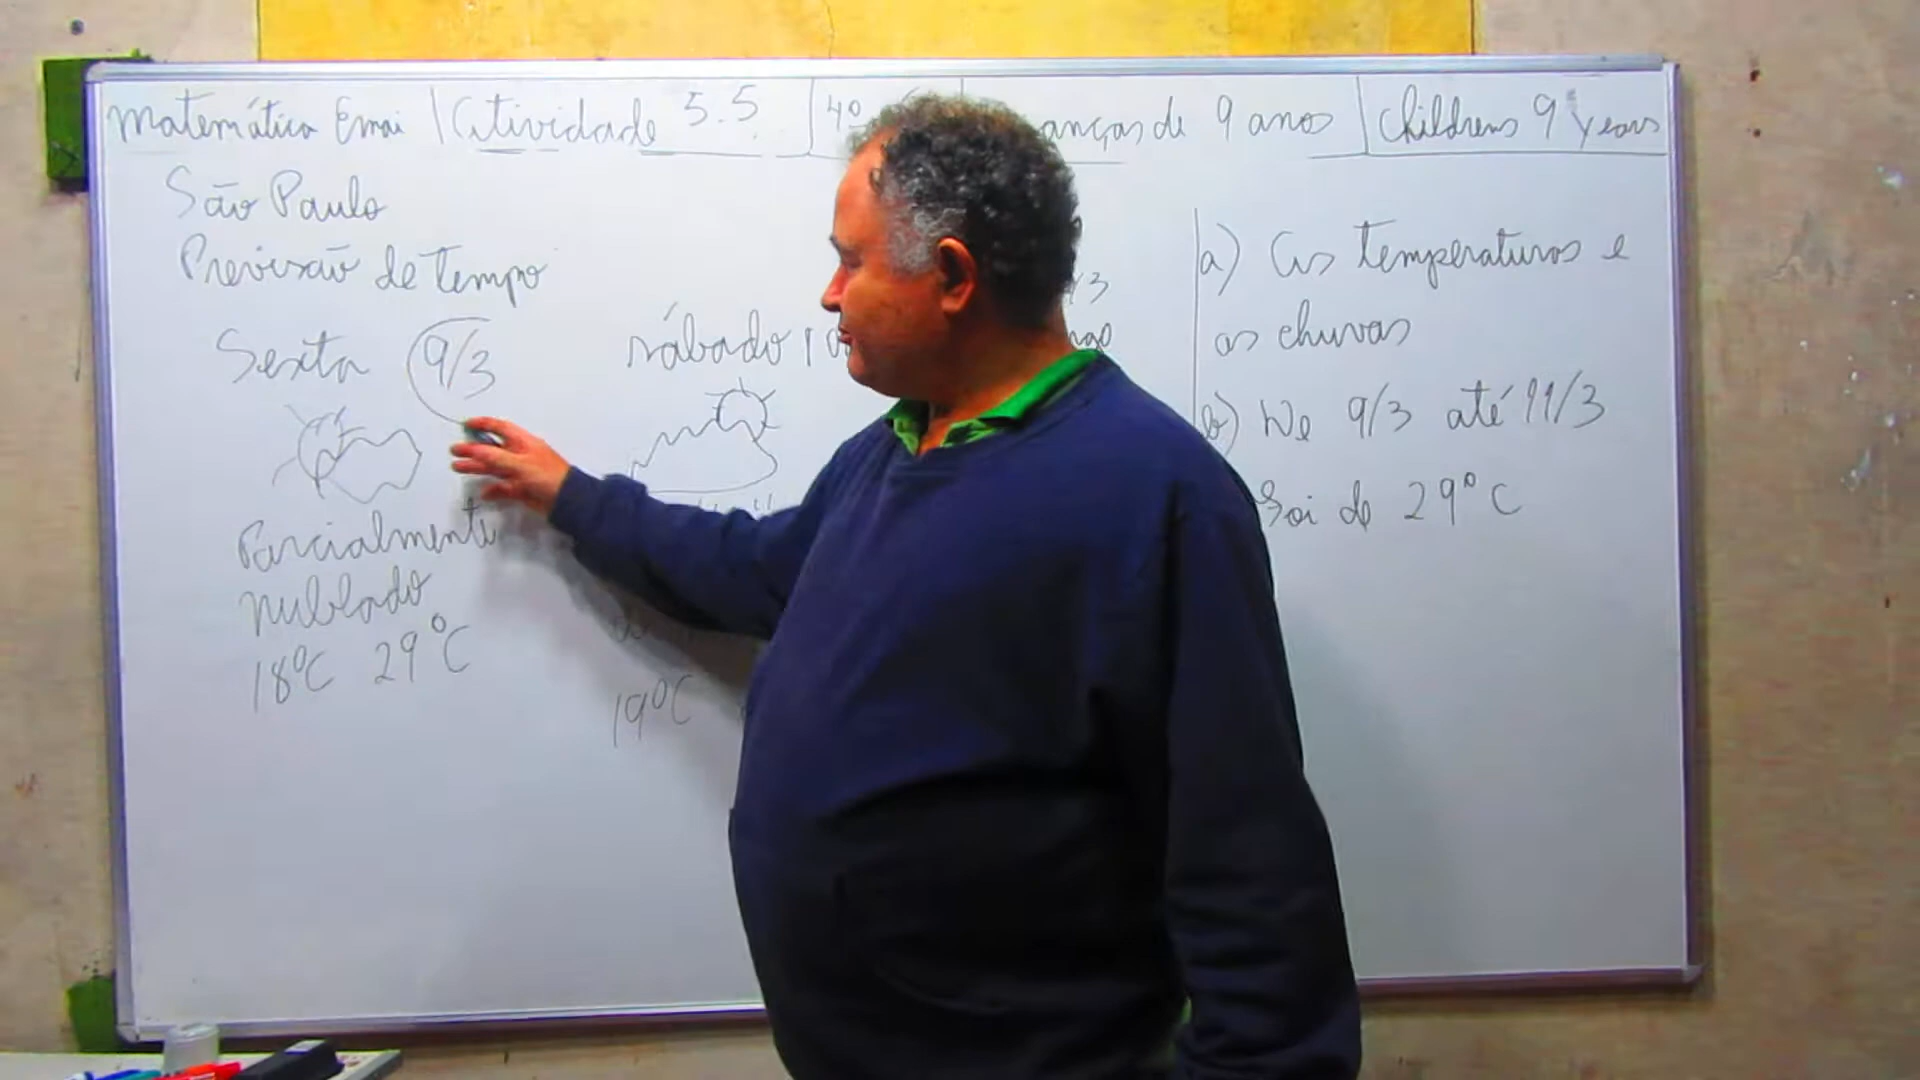 Matemática Emai | Atividade 5.5 | 4o anças de 9 anos | Childrens 9 Years
São Paulo
Previsão de Tempo
Sexta 9/3
Parcialmente
nublado
18ºC 29ºC
sábado
19ºC
/3
ngo
a) As temperaturas e
as chuvas
b) De 9/3 até 11/3
foi de 29ºC